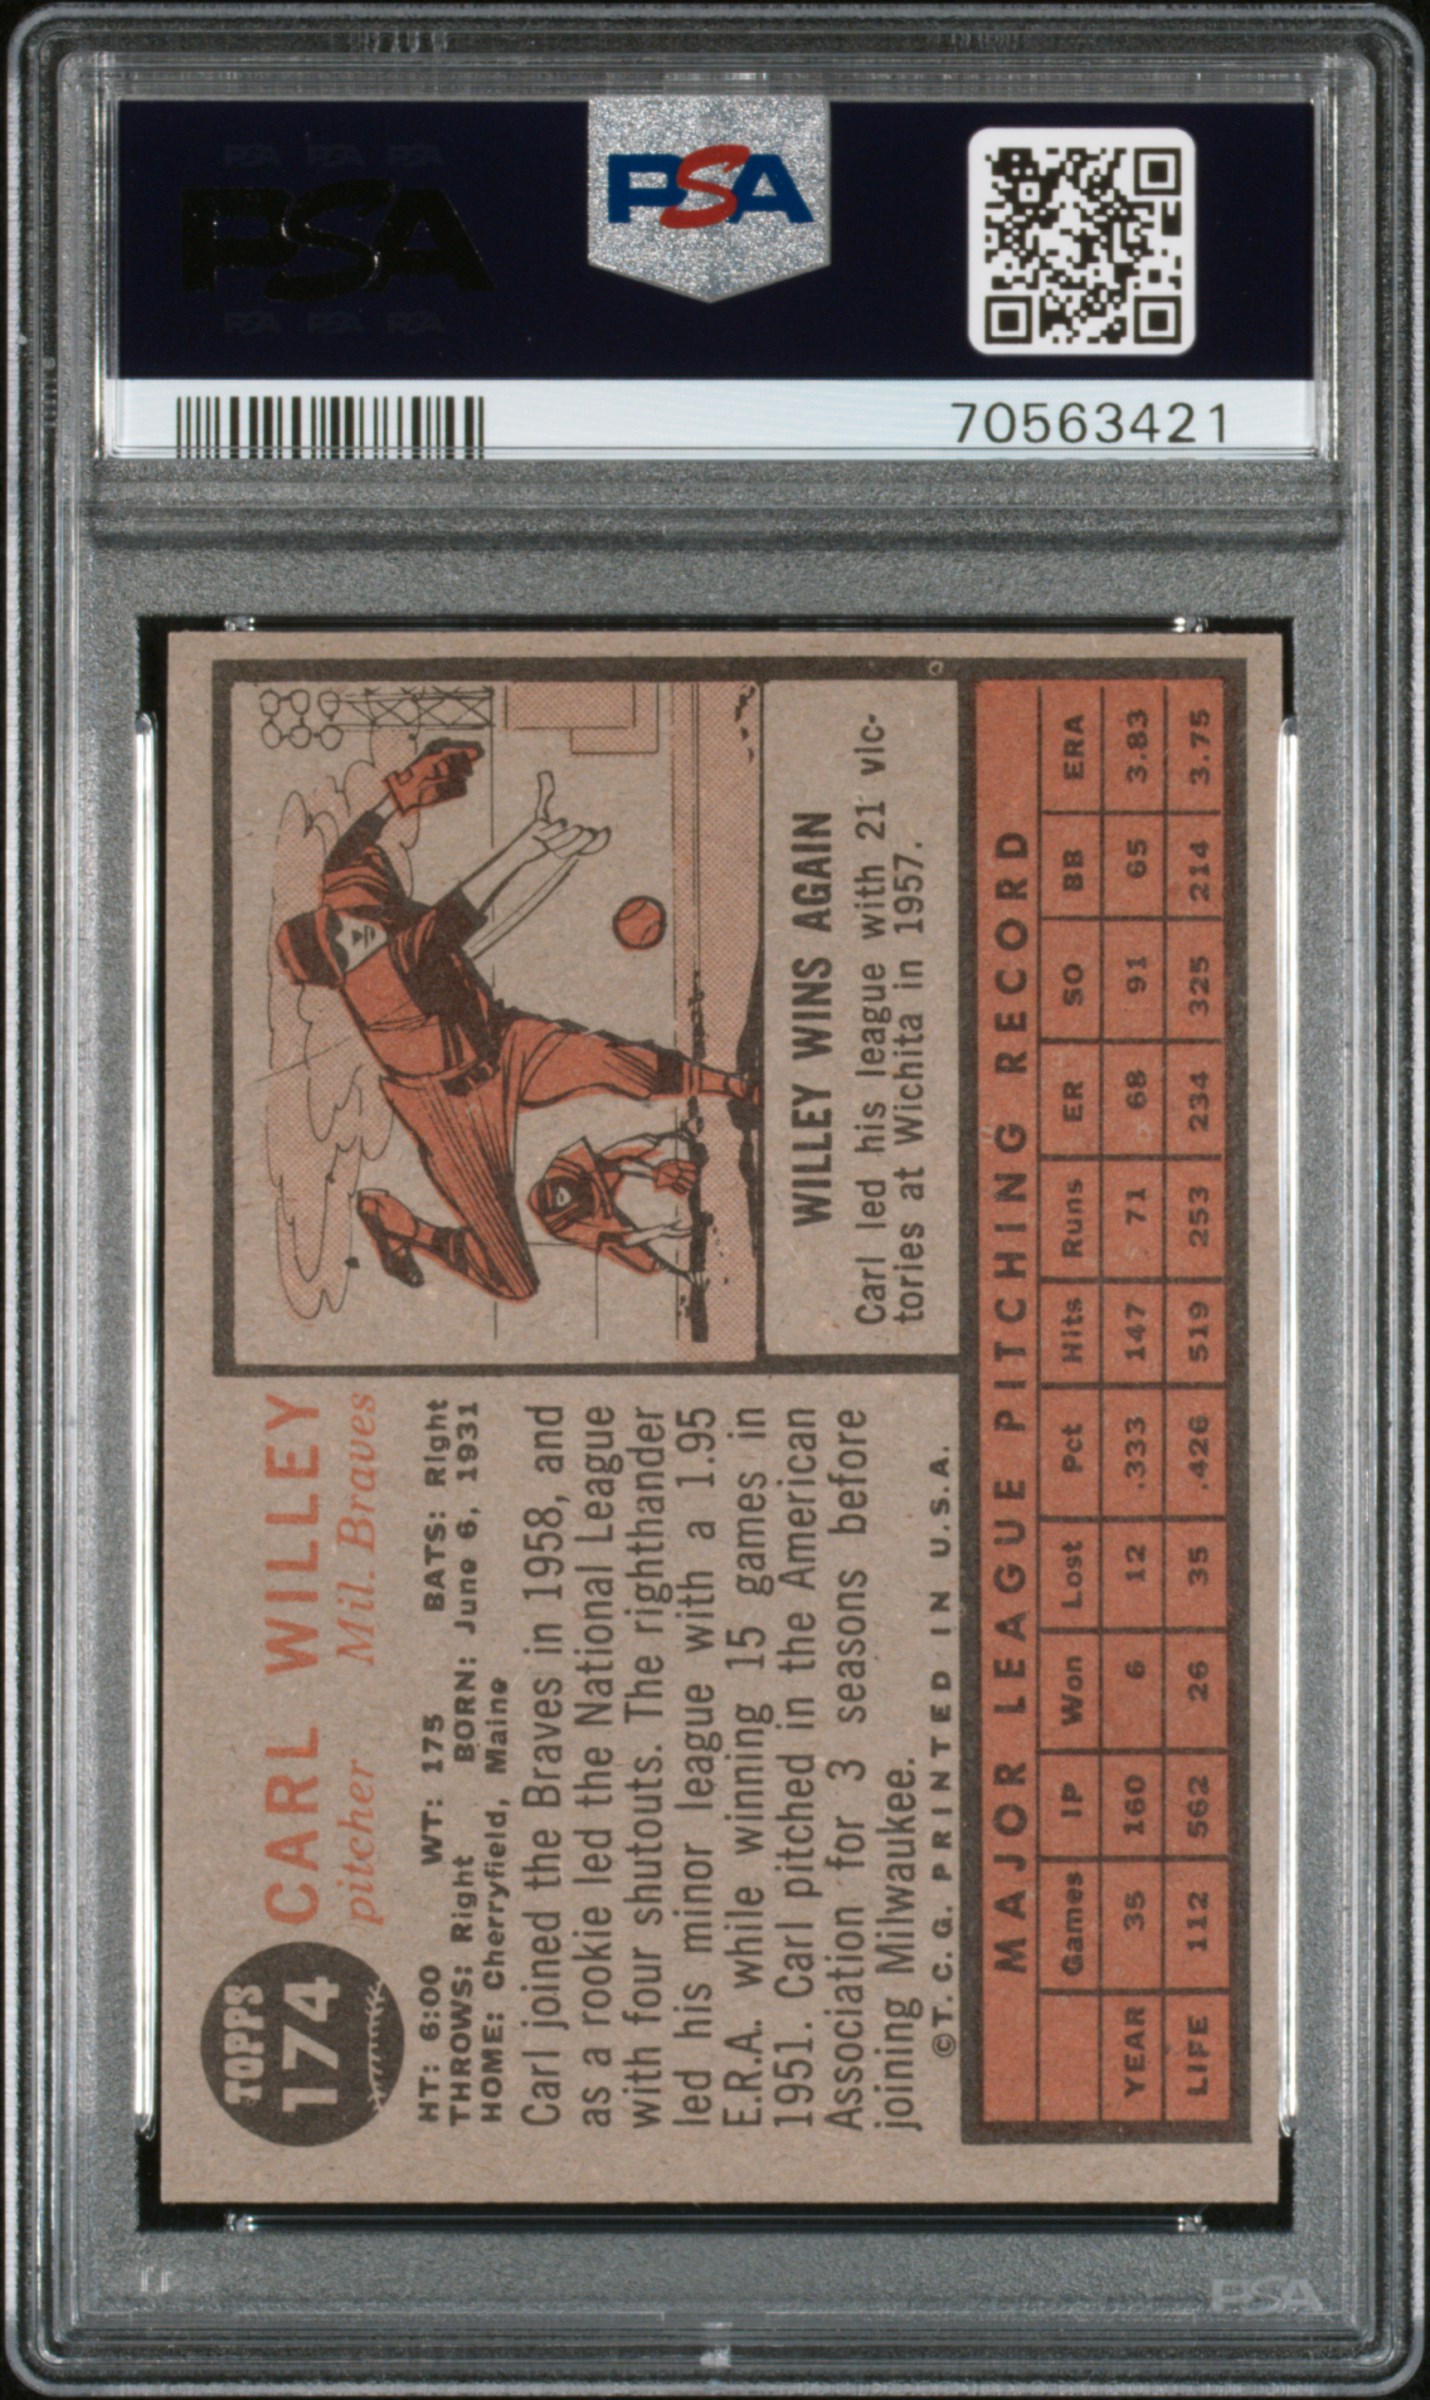 PSA PSA PSA
PSA
PSA PSA PSA
PSA
70563421
TOPPS
174
CARL WILLEY
pitcher Mil. Braves
HT: 6:00 WT: 175 BATS: Right
THROWS: Right BORN: June 6, 1931
HOME: Cherryfield, Maine
Carl joined the Braves in 1958, and
as a rookie led the National League
with four shutouts. The righthander
led his minor league with a 1.95
E.R.A. while winning 15 games in
1951. Carl pitched in the American
Association for 3 seasons before
joining Milwaukee.
©T.C.G. PRINTED IN U.S.A.
WILLEY WINS AGAIN
Carl led his league with 21 vic-
tories at Wichita in 1957.
MAJOR LEAGUE PITCHING RECORD
Games IP Won Lost Pct Hits Runs ER SO BB ERA
YEAR 35 160 6 12 .333 147 71 68 91 65 3.83
LIFE 112 562 26 35 .426 519 253 234 325 214 3.75
PSA